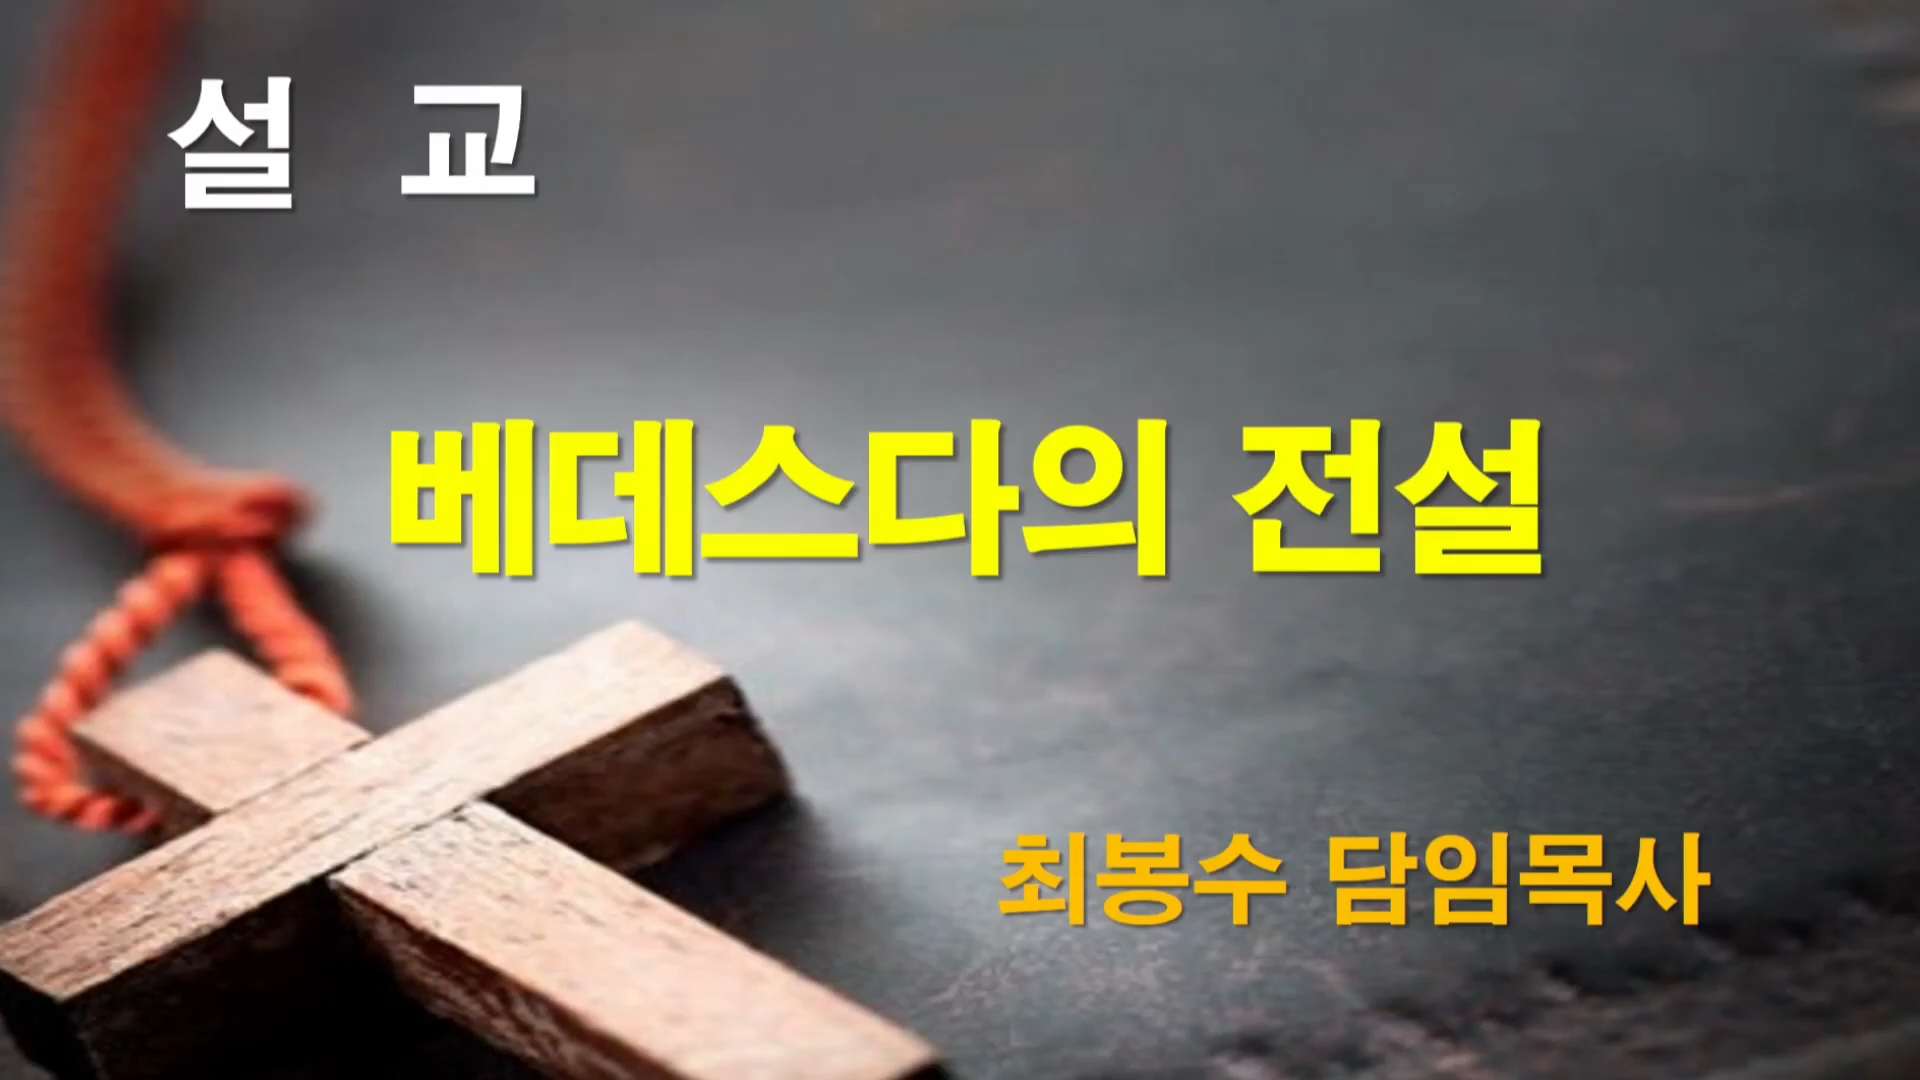 설 교
베데스다의 전설
최봉수 담임목사